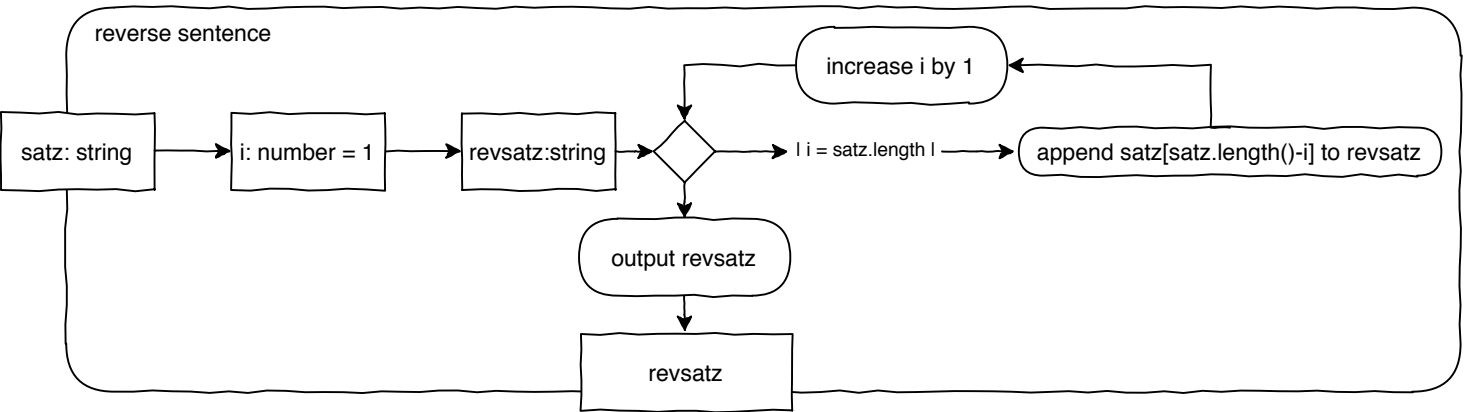 reverse sentence
increase i by 1
satz: string
i: number = 1
revsatz:string
| i = satz.length |
append satz[satz.length()-i] to revsatz
output revsatz
revsatz